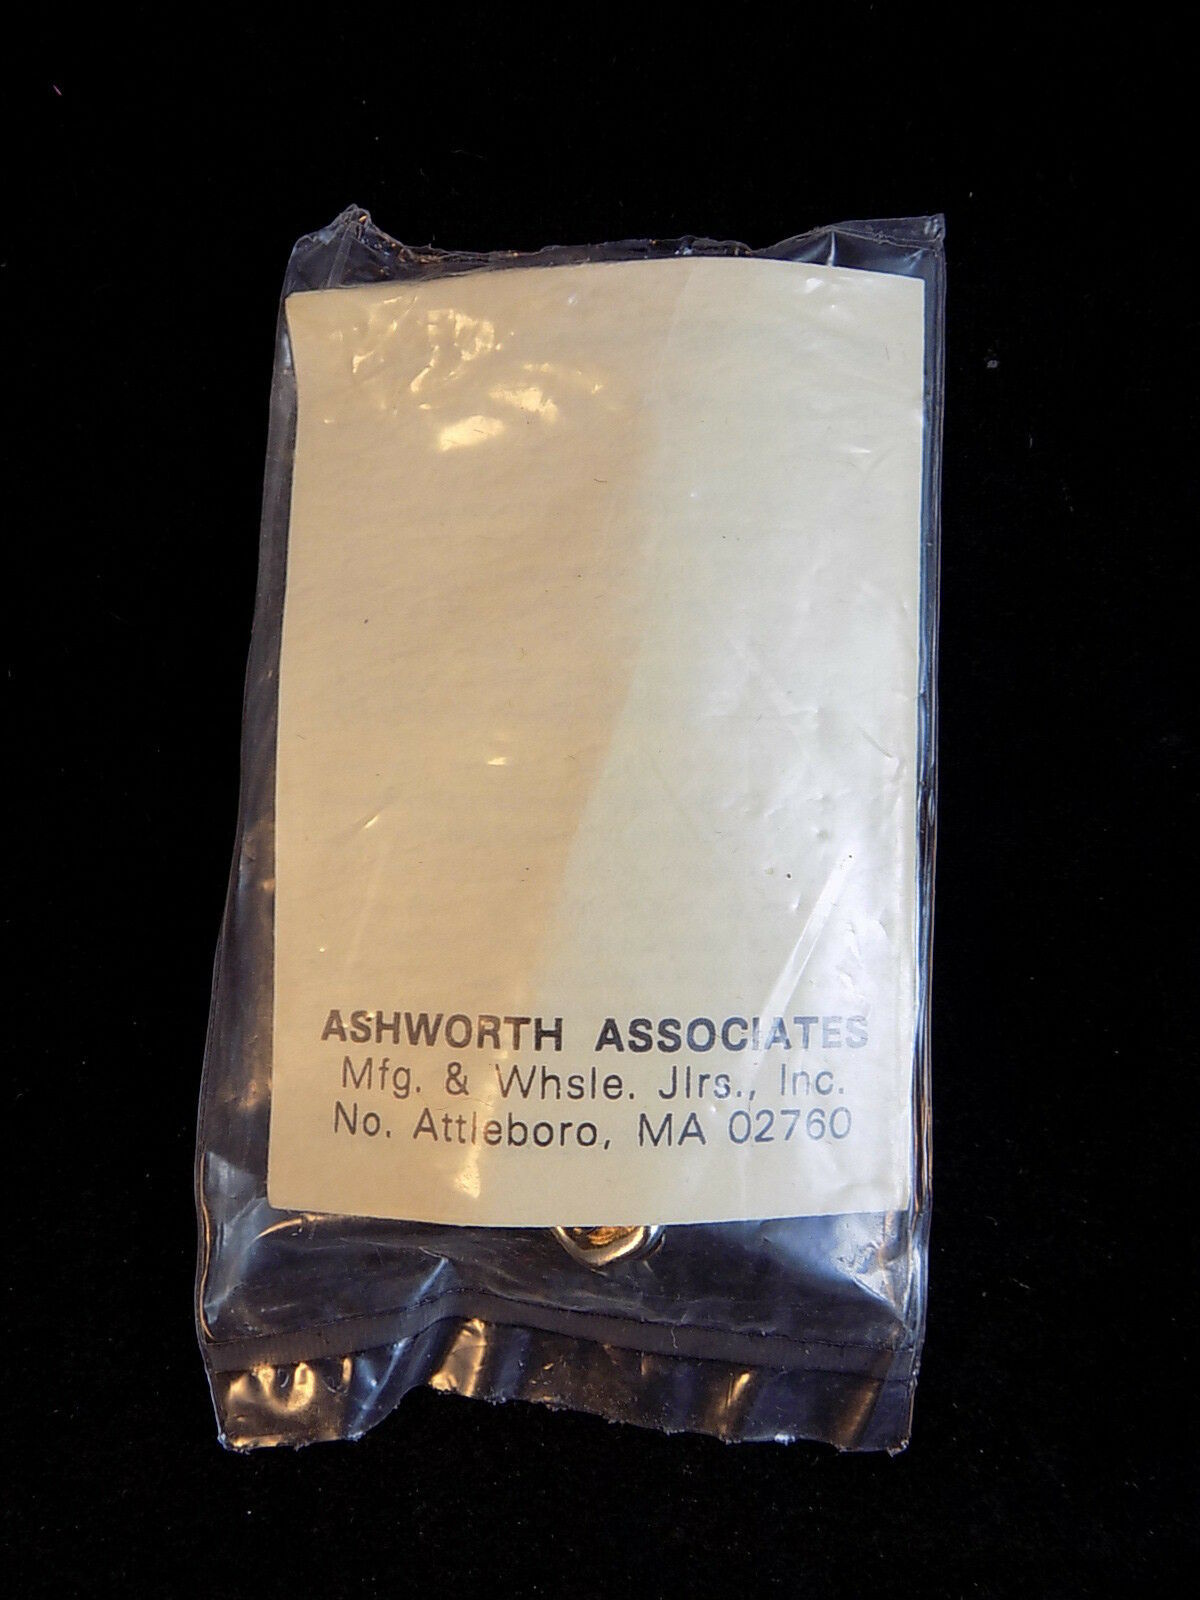 ASHWORTH ASSOCIATES
Mfg. & Whsle. Jlrs., Inc.
No. Attleboro, MA 02760